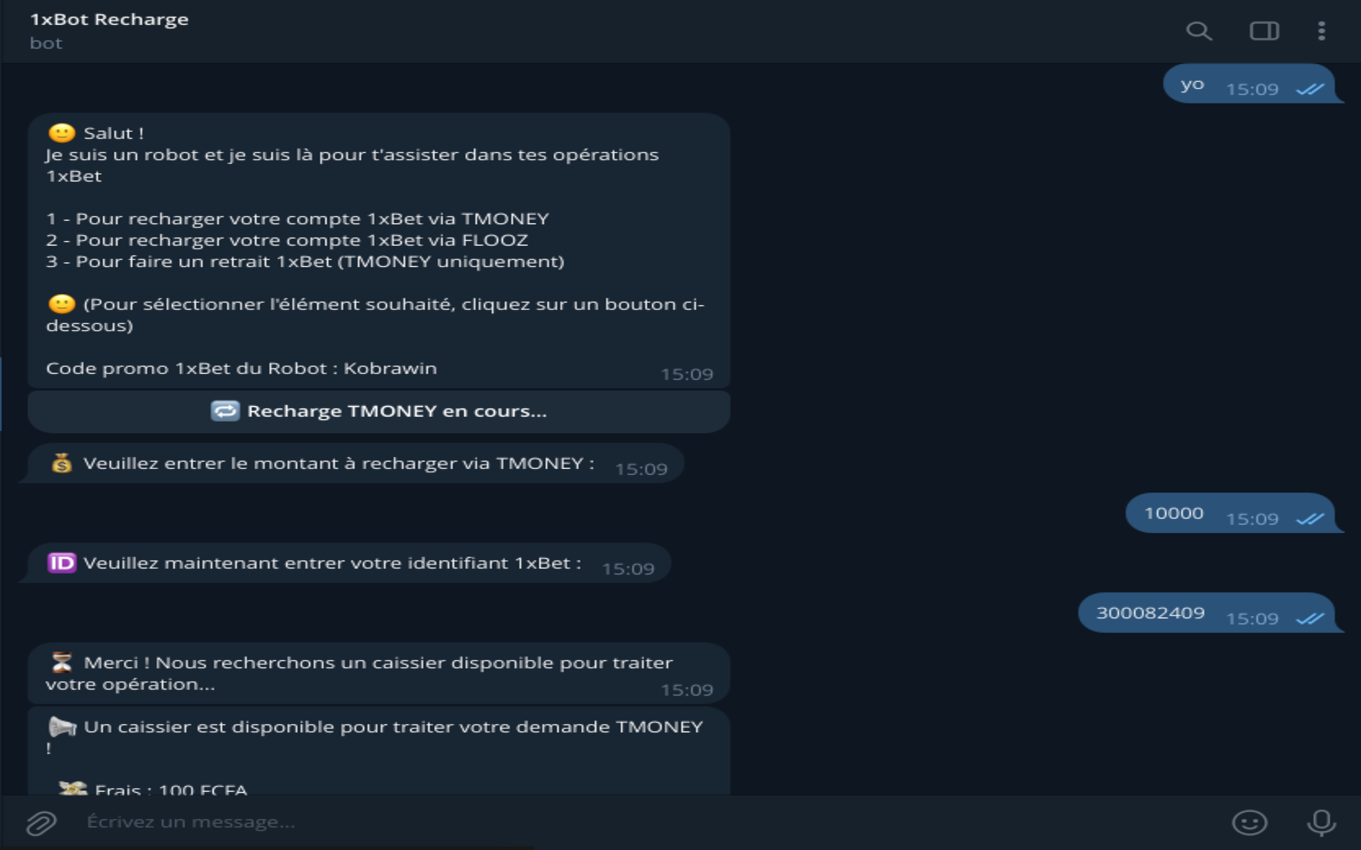 1xBot Recharge
bot
yo 15:09
🙂 Salut !
Je suis un robot et je suis là pour t'assister dans tes opérations
1xBet
1 - Pour recharger votre compte 1xBet via TMONEY
2 - Pour recharger votre compte 1xBet via FLOOZ
3 - Pour faire un retrait 1xBet (TMONEY uniquement)
🙂 (Pour sélectionner l'élément souhaité, cliquez sur un bouton ci-
dessous)
Code promo 1xBet du Robot : Kobrawin 15:09
🔁 Recharge TMONEY en cours...
💰 Veuillez entrer le montant à recharger via TMONEY : 15:09
10000 15:09
🆔 Veuillez maintenant entrer votre identifiant 1xBet : 15:09
300082409 15:09
⏳ Merci ! Nous recherchons un caissier disponible pour traiter
votre opération... 15:09
📢 Un caissier est disponible pour traiter votre demande TMONEY
!
💸 Frais : 100 FCFA
Écrivez un message...